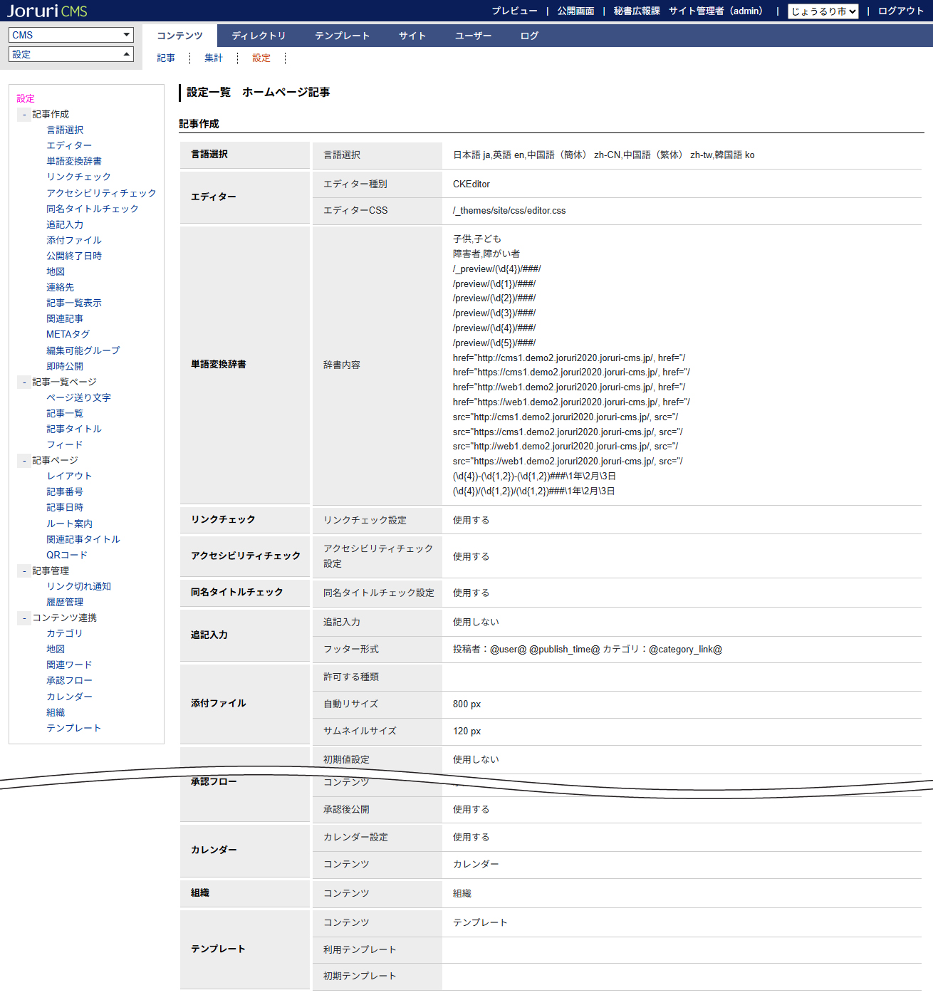 Joruri CMS
プレビュー | 公開画面 | 秘書広報課 サイト管理者（admin） | じょうるり市 | ログアウト
CMS
設定
コンテンツ ディレクトリ テンプレート サイト ユーザー ログ
記事 集計 設定
設定
- 記事作成
言語選択
エディター
単語変換辞書
リンクチェック
アクセシビリティチェック
同名タイトルチェック
追記入力
添付ファイル
公開終了日時
地図
連絡先
記事一覧表示
関連記事
METAタグ
編集可能グループ
即時公開
- 記事一覧ページ
ページ送り文字
記事一覧
記事タイトル
フィード
- 記事ページ
レイアウト
記事番号
記事日時
ルート案内
関連記事タイトル
QRコード
- 記事管理
リンク切れ通知
履歴管理
- コンテンツ連携
カテゴリ
地図
関連ワード
承認フロー
カレンダー
組織
テンプレート
設定一覧 ホームページ記事
記事作成
言語選択 言語選択 日本語 ja,英語 en,中国語（簡体） zh-CN,中国語（繁体） zh-tw,韓国語 ko
エディター
エディター種別 CKEditor
エディターCSS /_themes/site/css/editor.css
単語変換辞書
辞書内容
子供,子ども
障害者,障がい者
/_preview/(\d{4})/###/
/preview/(\d{1})/###/
/preview/(\d{2})/###/
/preview/(\d{3})/###/
/preview/(\d{4})/###/
/preview/(\d{5})/###/
href="http://cms1.demo2.joruri2020.joruri-cms.jp/, href="/
href="https://cms1.demo2.joruri2020.joruri-cms.jp/, href="/
href="http://web1.demo2.joruri2020.joruri-cms.jp/, href="/
href="https://web1.demo2.joruri2020.joruri-cms.jp/, href="/
src="http://cms1.demo2.joruri2020.joruri-cms.jp/, src="/
src="https://cms1.demo2.joruri2020.joruri-cms.jp/, src="/
src="http://web1.demo2.joruri2020.joruri-cms.jp/, src="/
src="https://web1.demo2.joruri2020.joruri-cms.jp/, src="/
(\d{4})-(\d{1,2})-(\d{1,2})###\1年\2月\3日
(\d{4})/(\d{1,2})/(\d{1,2})###\1年\2月\3日
リンクチェック リンクチェック設定 使用する
アクセシビリティチェック アクセシビリティチェック設定 使用する
同名タイトルチェック 同名タイトルチェック設定 使用する
追記入力
追記入力 使用しない
フッター形式 投稿者：@user@ @publish_time@ カテゴリ：@category_link@
添付ファイル
許可する種類
自動リサイズ 800 px
サムネイルサイズ 120 px
初期値設定 使用しない
承認フロー
コンテンツ
承認後公開 使用する
カレンダー
カレンダー設定 使用する
コンテンツ カレンダー
組織 コンテンツ 組織
テンプレート
コンテンツ テンプレート
利用テンプレート
初期テンプレート